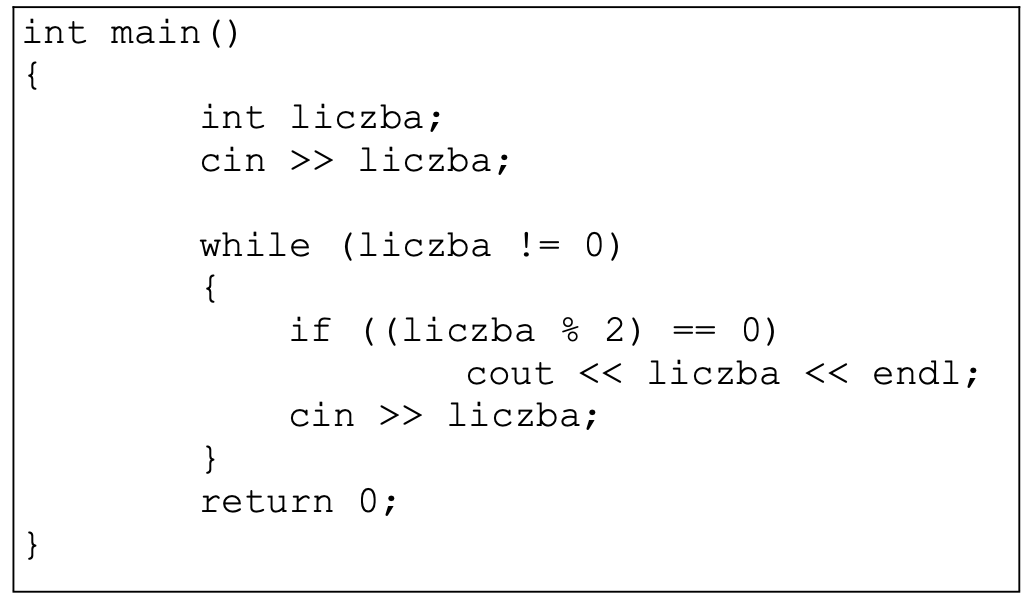 int main()
{
int liczba;
cin >> liczba;
while (liczba != 0)
{
if ((liczba % 2) == 0)
cout << liczba << endl;
cin >> liczba;
}
return 0;
}